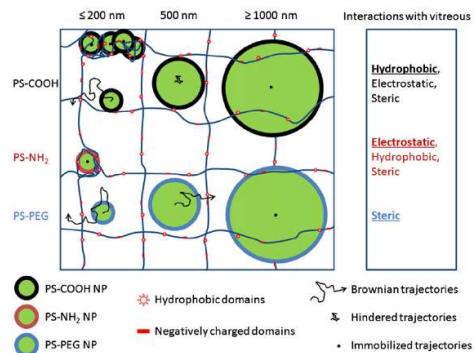 ≤200 nm 500 nm ≥1000 nm Interactions with vitreous
PS-COOH
Hydrophobic,
Electrostatic,
Steric
PS-NH₂
Electrostatic,
Hydrophobic,
Steric
PS-PEG
Steric
PS-COOH NP
PS-NH₂ NP
PS-PEG NP
Hydrophobic domains
Negatively charged domains
Brownian trajectories
Hindered trajectories
Immobilized trajectories